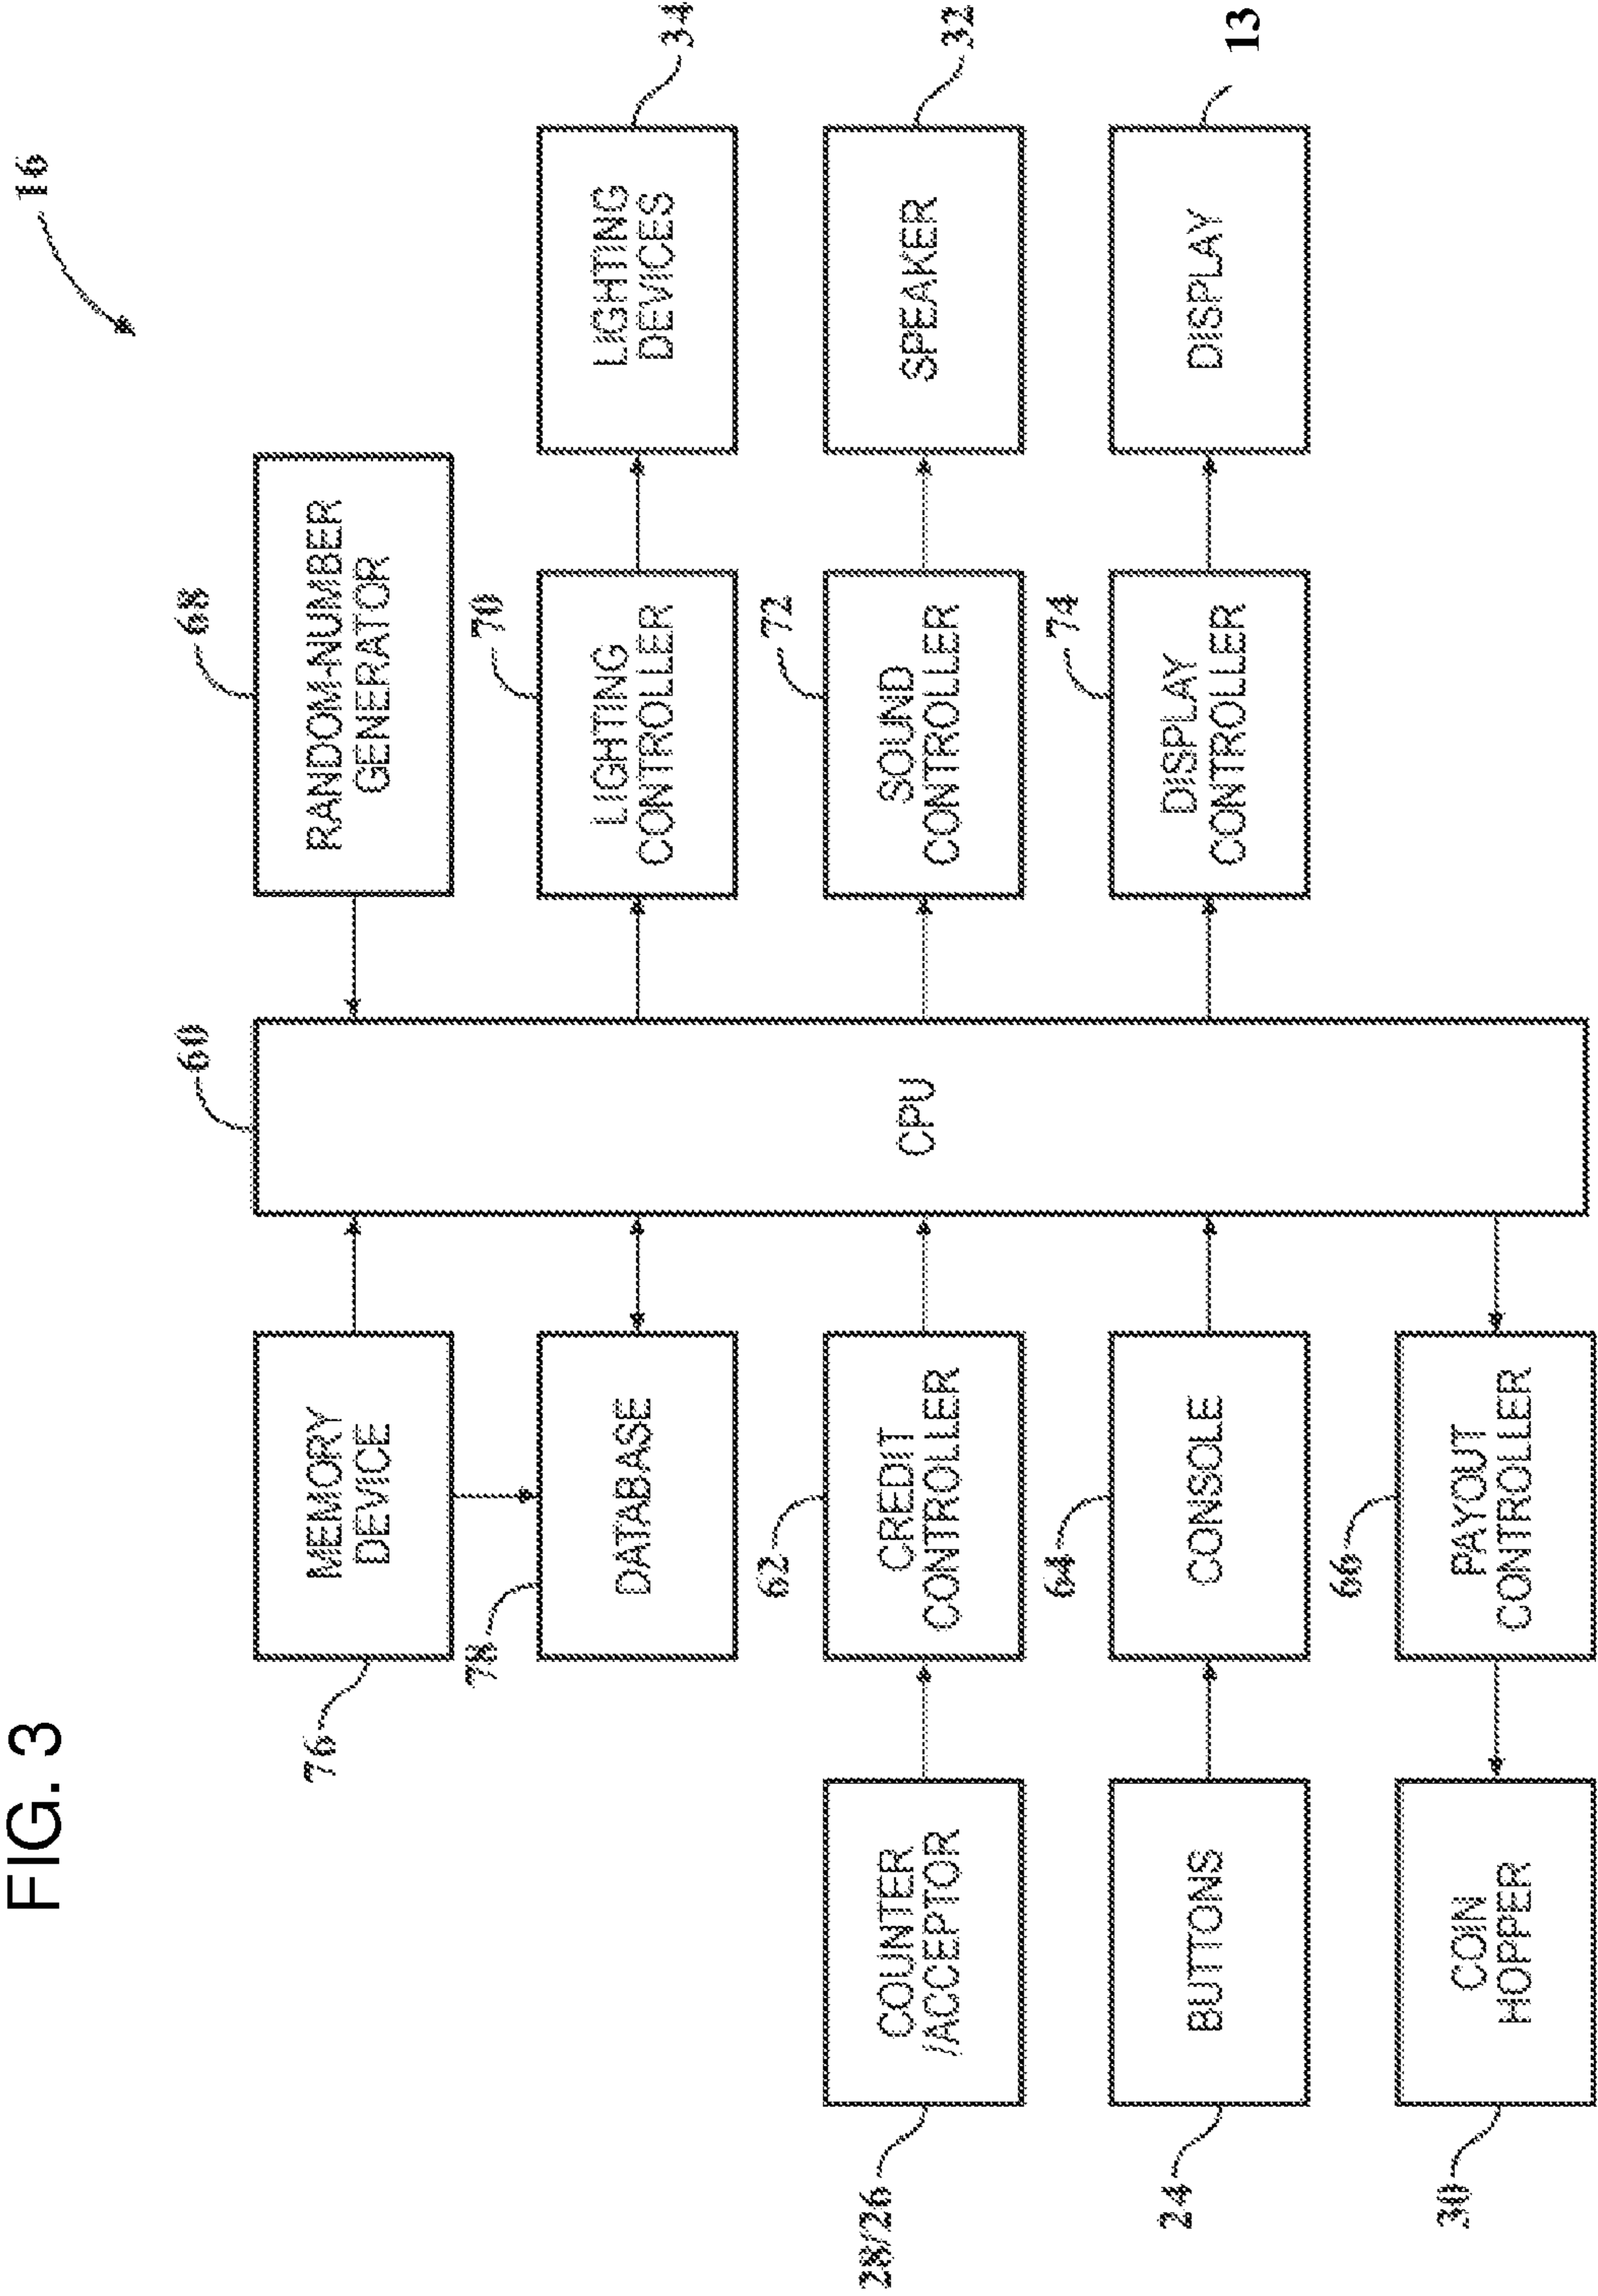 FIG. 3
16
76
MEMORY
DEVICE
60
CPU
68
RANDOM-NUMBER
GENERATOR
78
DATABASE
70
LIGHTING
CONTROLLER
LIGHTING
DEVICES
34
28/26
COUNTER
/ACCEPTOR
62
CREDIT
CONTROLLER
72
SOUND
CONTROLLER
SPEAKER
32
24
BUTTONS
64
CONSOLE
74
DISPLAY
CONTROLLER
DISPLAY
13
30
COIN
HOPPER
66
PAYOUT
CONTROLLER